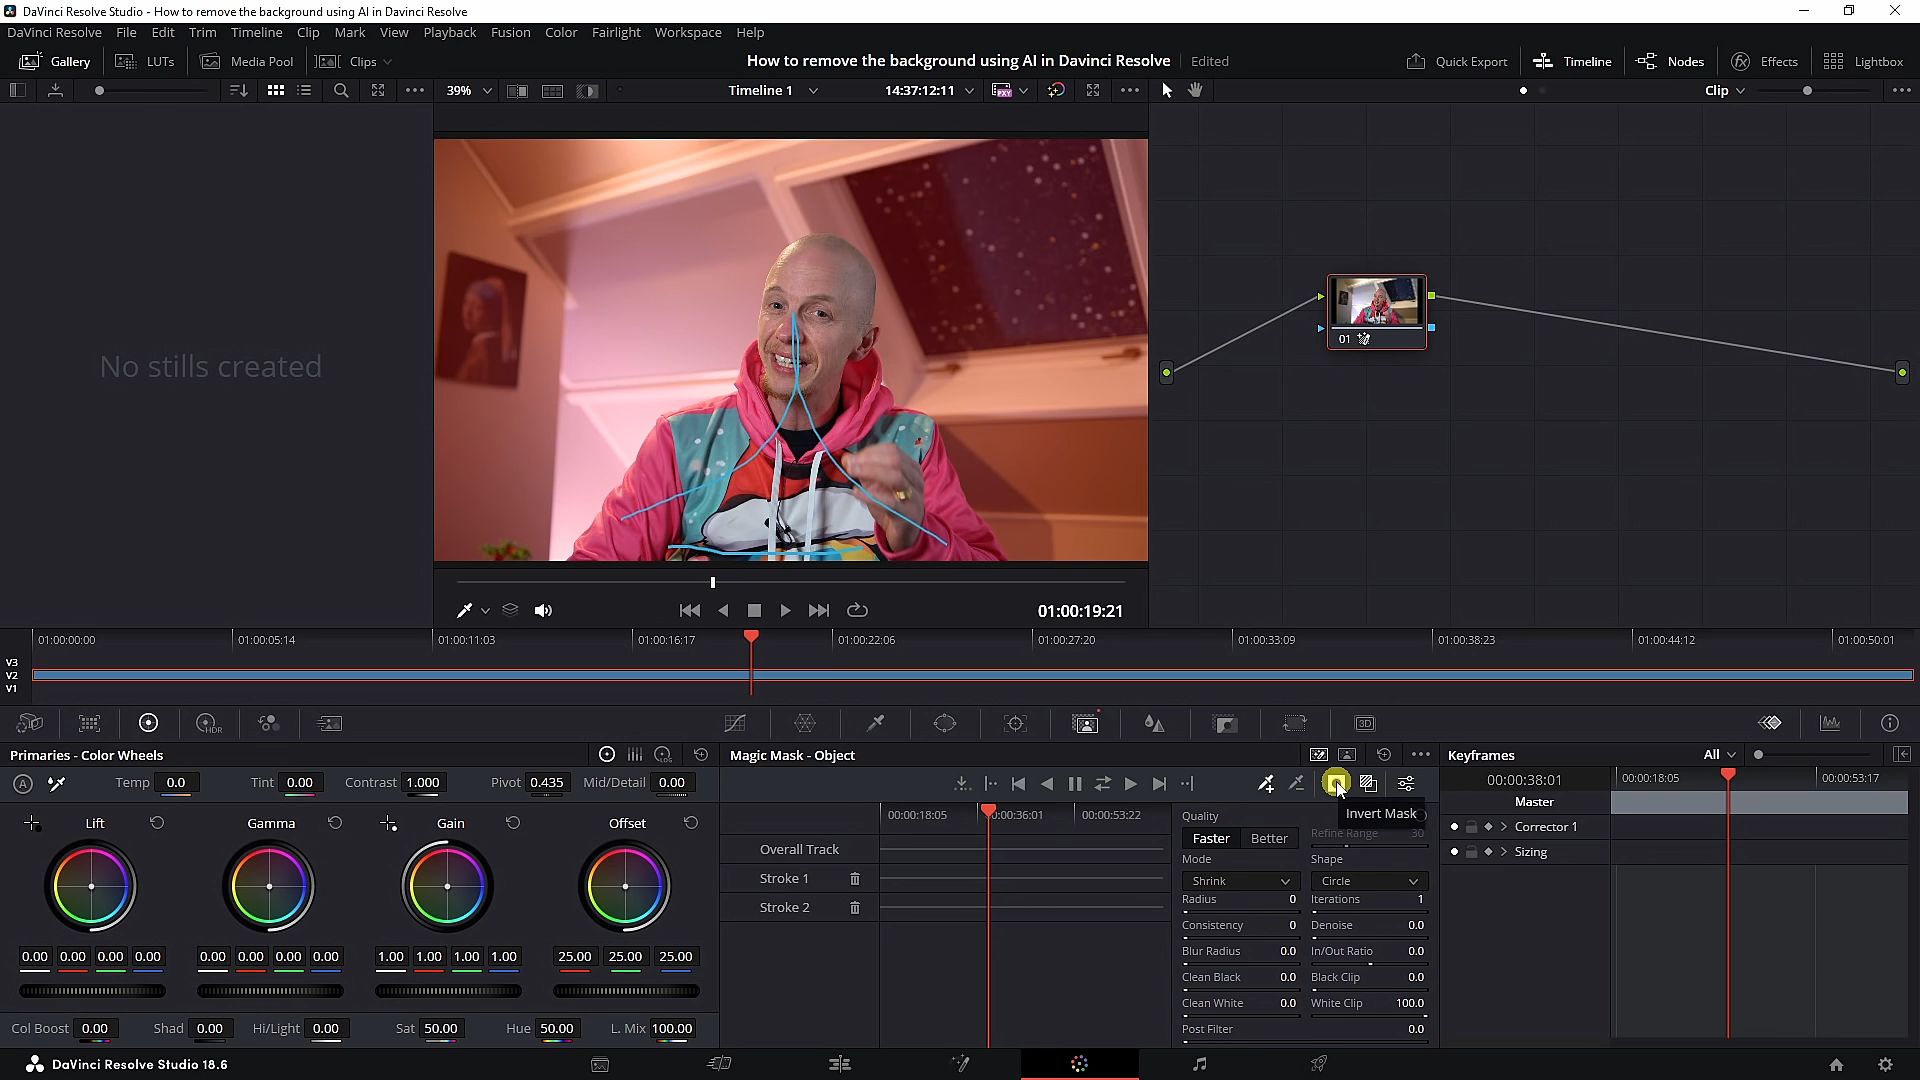 DaVinci Resolve Studio - How to remove the background using AI in Davinci Resolve
DaVinci Resolve File Edit Trim Timeline Clip Mark View Playback Fusion Color Fairlight Workspace Help
Gallery LUTs Media Pool Clips How to remove the background using AI in Davinci Resolve Edited Quick Export Timeline Nodes Effects Lightbox
39% Timeline 1 14:37:12:11 PXY Clip
No stills created
01
01:00:19:21
01:00:00:00 01:00:05:14 01:00:11:03 01:00:16:17 01:00:22:06 01:00:27:20 01:00:33:09 01:00:38:23 01:00:44:12 01:00:50:01
V3
V2
V1
HDR 3D
Primaries - Color Wheels LOG Magic Mask - Object Keyframes All
A Temp 0.0 Tint 0.00 Contrast 1.000 Pivot 0.435 Mid/Detail 0.00 00:00:38:01 00:00:18:05 00:00:53:17
Lift Gamma Gain Offset
00:00:18:05 00:00:36:01 00:00:53:22 Quality Invert Mask Master
Faster Better Refine Range 30 Corrector 1
Overall Track Mode Shape Sizing
Stroke 1 Shrink Circle
Stroke 2 Radius 0 Iterations 1
Consistency 0 Denoise 0.0
0.00 0.00 0.00 0.00 0.00 0.00 0.00 0.00 1.00 1.00 1.00 1.00 25.00 25.00 25.00 Blur Radius 0.0 In/Out Ratio 0.0
Clean Black 0.0 Black Clip 0.0
Clean White 0.0 White Clip 100.0
Col Boost 0.00 Shad 0.00 Hi/Light 0.00 Sat 50.00 Hue 50.00 L. Mix 100.00 Post Filter 0.0
DaVinci Resolve Studio 18.6